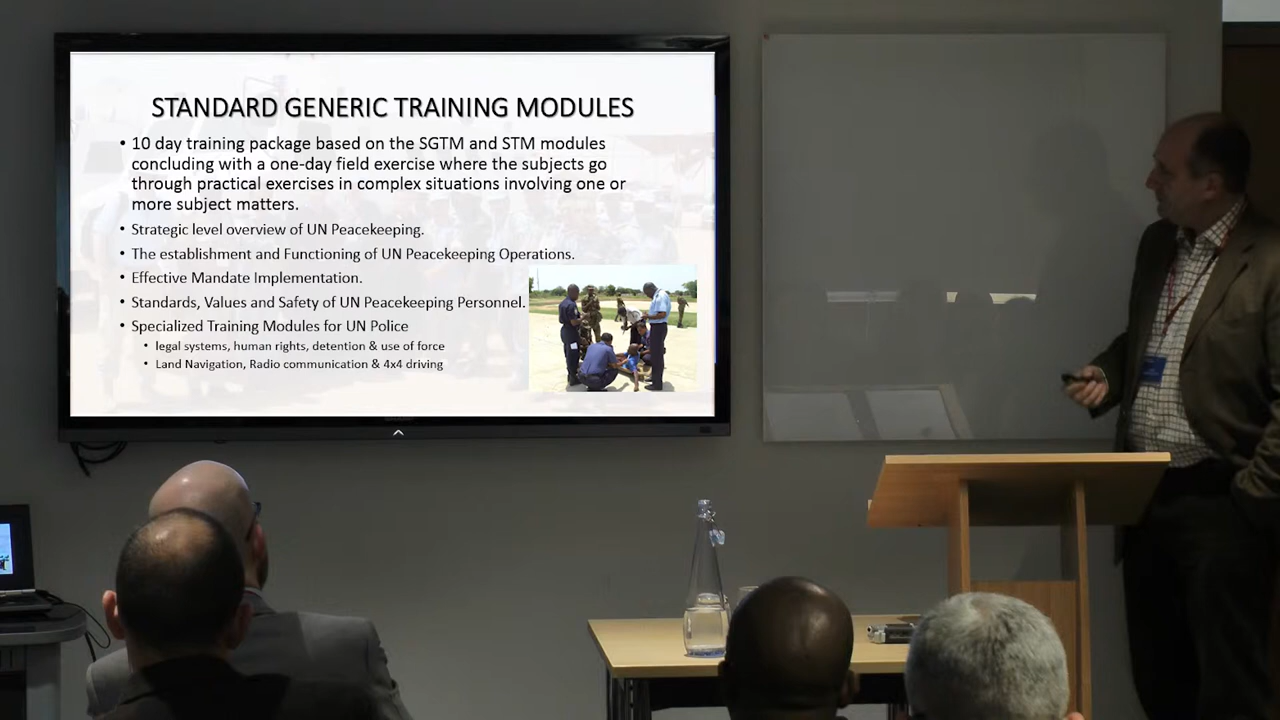 STANDARD GENERIC TRAINING MODULES
• 10 day training package based on the SGTM and STM modules
concluding with a one-day field exercise where the subjects go
through practical exercises in complex situations involving one or
more subject matters.
• Strategic level overview of UN Peacekeeping.
• The establishment and Functioning of UN Peacekeeping Operations.
• Effective Mandate Implementation.
• Standards, Values and Safety of UN Peacekeeping Personnel.
• Specialized Training Modules for UN Police
• legal systems, human rights, detention & use of force
• Land Navigation, Radio communication & 4x4 driving